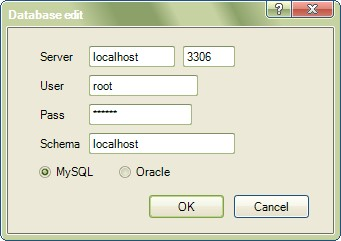 Database edit
Server localhost 3306
User root
Pass ******
Schema localhost
MySQL Oracle
OK Cancel